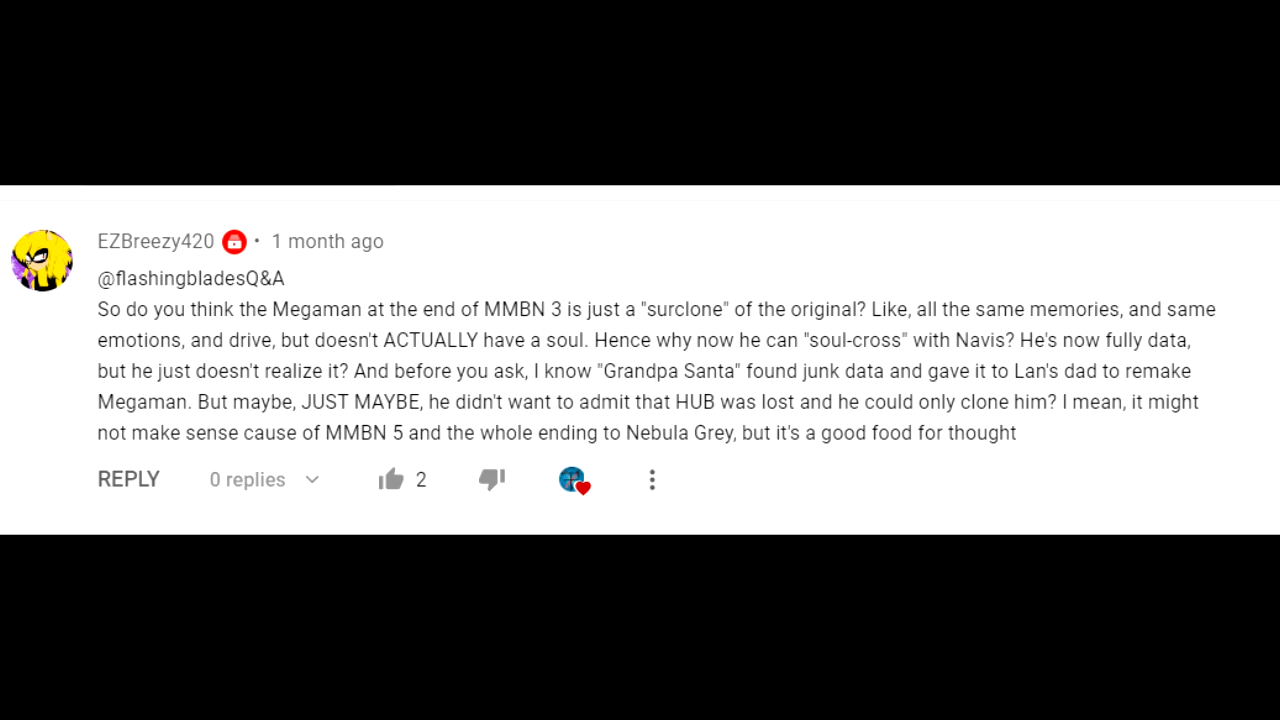 EZBreezy420 • 1 month ago
@flashingbladesQ&A
So do you think the Megaman at the end of MMBN 3 is just a "surclone" of the original? Like, all the same memories, and same
emotions, and drive, but doesn't ACTUALLY have a soul. Hence why now he can "soul-cross" with Navis? He's now fully data,
but he just doesn't realize it? And before you ask, I know "Grandpa Santa" found junk data and gave it to Lan's dad to remake
Megaman. But maybe, JUST MAYBE, he didn't want to admit that HUB was lost and he could only clone him? I mean, it might
not make sense cause of MMBN 5 and the whole ending to Nebula Grey, but it's a good food for thought
REPLY 0 replies 2